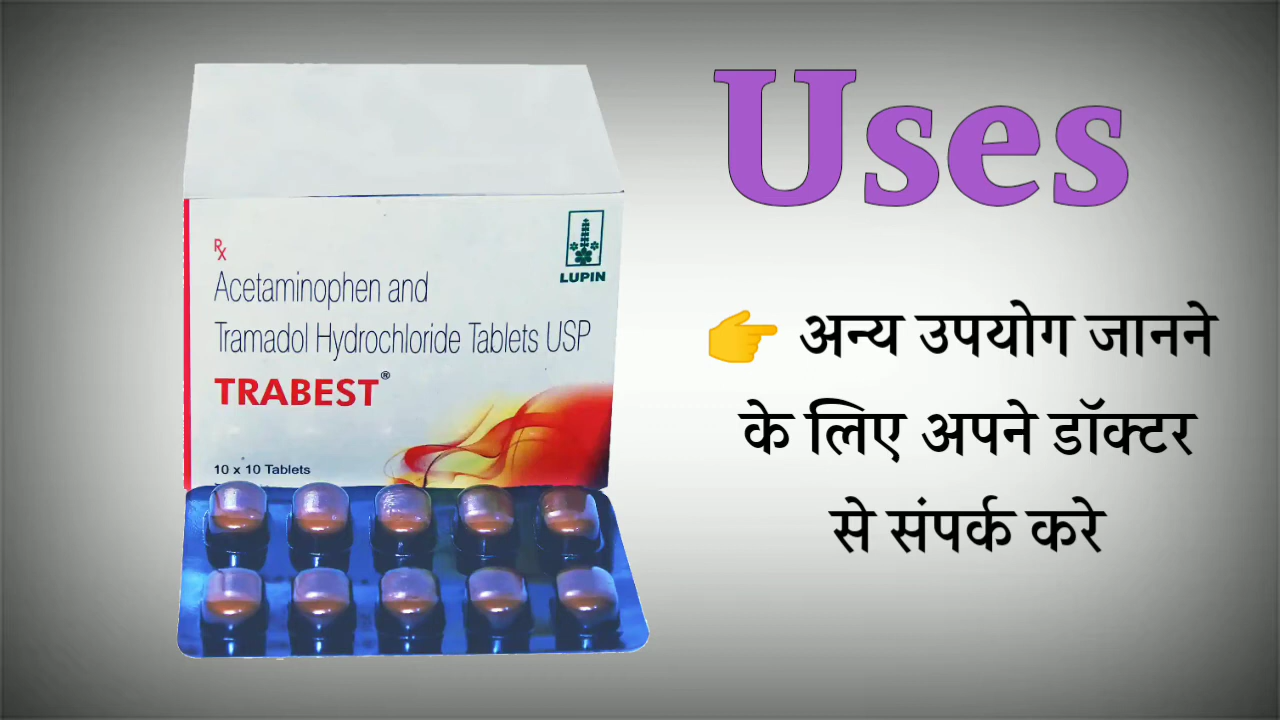 Uses
Rx
LUPIN
Acetaminophen and
Tramadol Hydrochloride Tablets USP
TRABEST®
10 x 10 Tablets
👉 अन्य उपयोग जानने
के लिए अपने डॉक्टर
से संपर्क करे